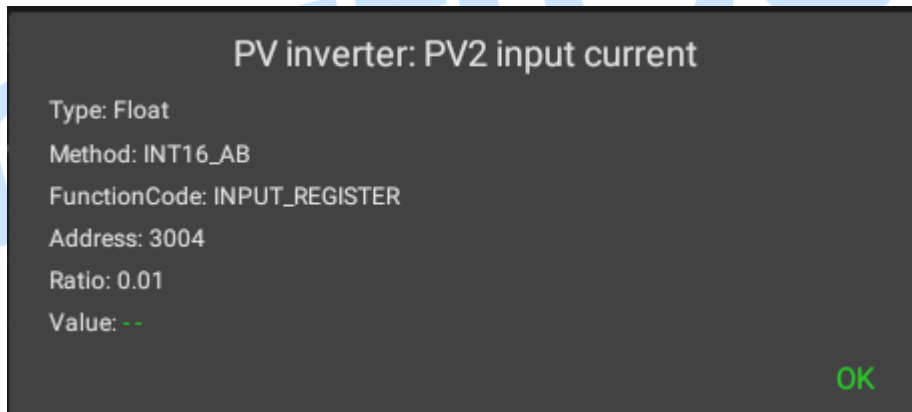 PV inverter: PV2 input current
Type: Float
Method: INT16_AB
FunctionCode: INPUT_REGISTER
Address: 3004
Ratio: 0.01
Value: - -
OK